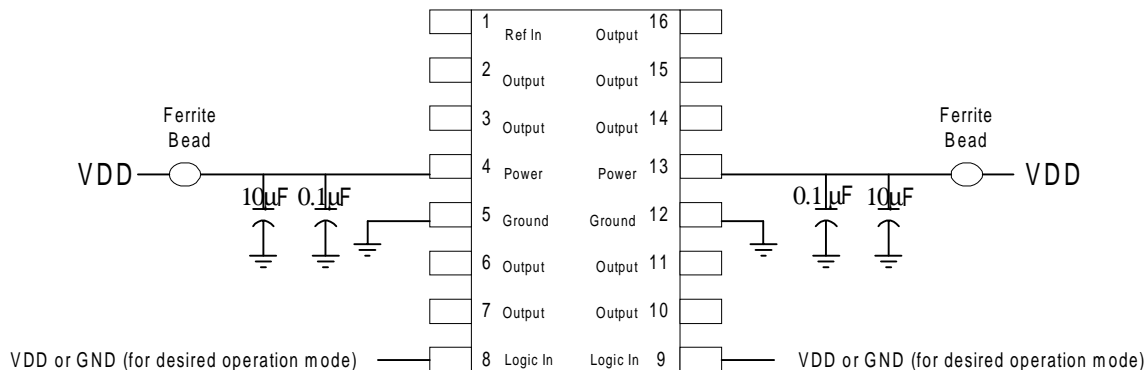 1 Ref In Output 16
2 Output Output 15
3 Output Output 14
Ferrite Bead
Ferrite Bead
VDD 4 Power Power 13 VDD
10µF 0.1µF 0.1µF 10µF
5 Ground Ground 12
6 Output Output 11
7 Output Output 10
VDD or GND (for desired operation mode) 8 Logic In Logic In 9 VDD or GND (for desired operation mode)